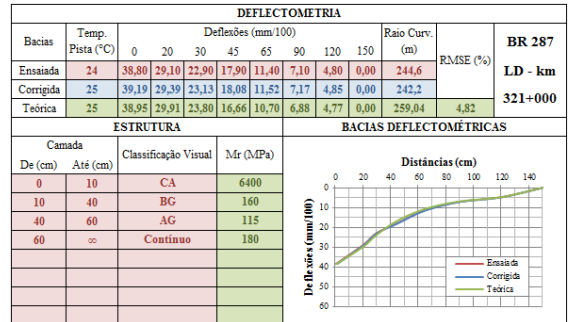 DEFLECTOMETRIA
Bacias Temp. Pista (°C) Deflexões (mm/100) Raio Curv. (m) RMSE (%) BR 287 LD - km 321+000
0 20 30 45 65 90 120 150
Ensaiada 24 38,80 29,10 22,90 17,90 11,40 7,10 4,80 0,00 244,6
Corrigida 25 39,19 29,39 23,13 18,08 11,52 7,17 4,85 0,00 242,2
Teórica 25 38,95 29,91 23,80 16,66 10,70 6,88 4,77 0,00 259,04 4,82
ESTRUTURA BACIAS DEFLECTOMÉTRICAS
Camada Classificação Visual Mr (MPa)
De (cm) Até (cm)
0 10 CA 6400
10 40 BG 160
40 60 AG 115
60 ∞ Contínuo 180
Distâncias (cm)
0 20 40 60 80 100 120 140
Deflexões (mm/100)
0
10
20
30
40
50
60
Ensaiada
Corrigida
Teórica